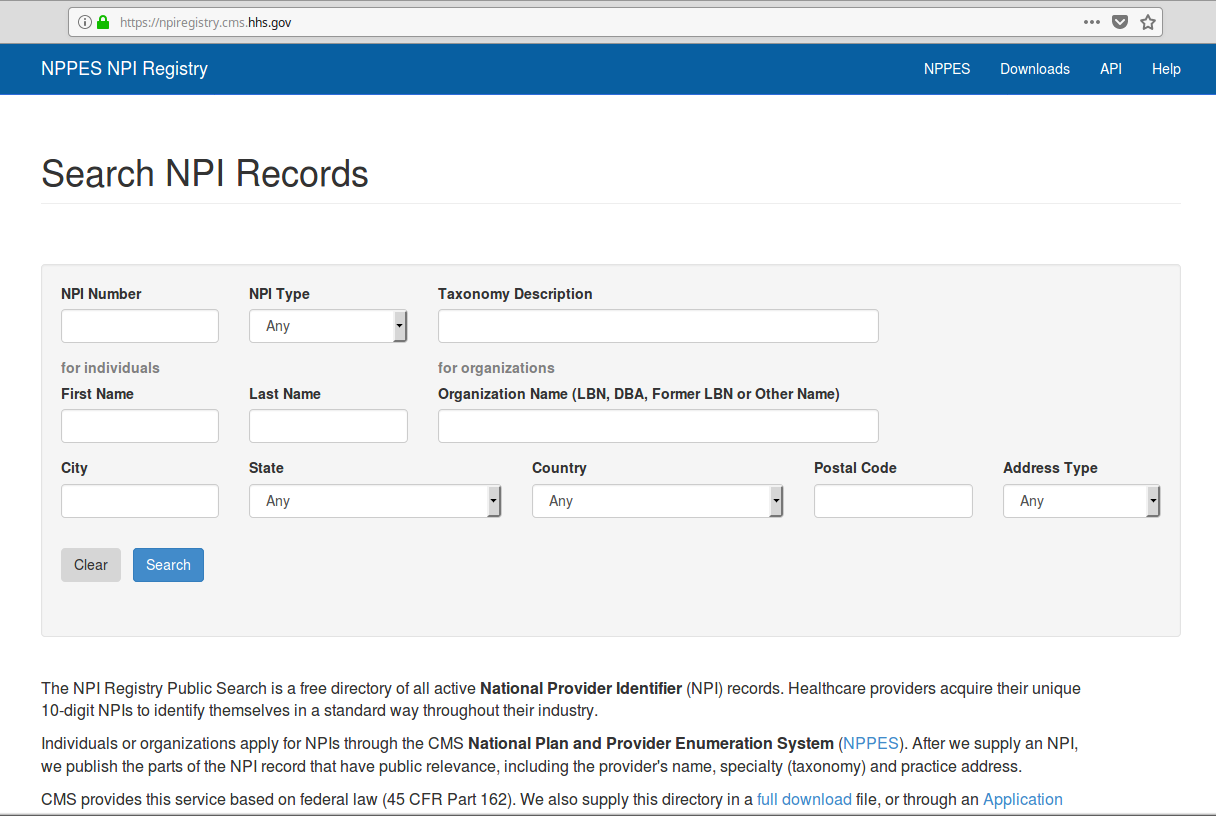 https://npiregistry.cms.hhs.gov
NPPES NPI Registry
NPPES
Downloads
API
Help
Search NPI Records
NPI Number
NPI Type
Taxonomy Description
Any
for individuals
for organizations
First Name
Last Name
Organization Name (LBN, DBA, Former LBN or Other Name)
City
State
Country
Postal Code
Address Type
Any
Any
Any
Clear
Search
The NPI Registry Public Search is a free directory of all active National Provider Identifier (NPI) records. Healthcare providers acquire their unique
10-digit NPIs to identify themselves in a standard way throughout their industry.
Individuals or organizations apply for NPIs through the CMS National Plan and Provider Enumeration System (NPPES). After we supply an NPI,
we publish the parts of the NPI record that have public relevance, including the provider's name, specialty (taxonomy) and practice address.
CMS provides this service based on federal law (45 CFR Part 162). We also supply this directory in a full download file, or through an Application